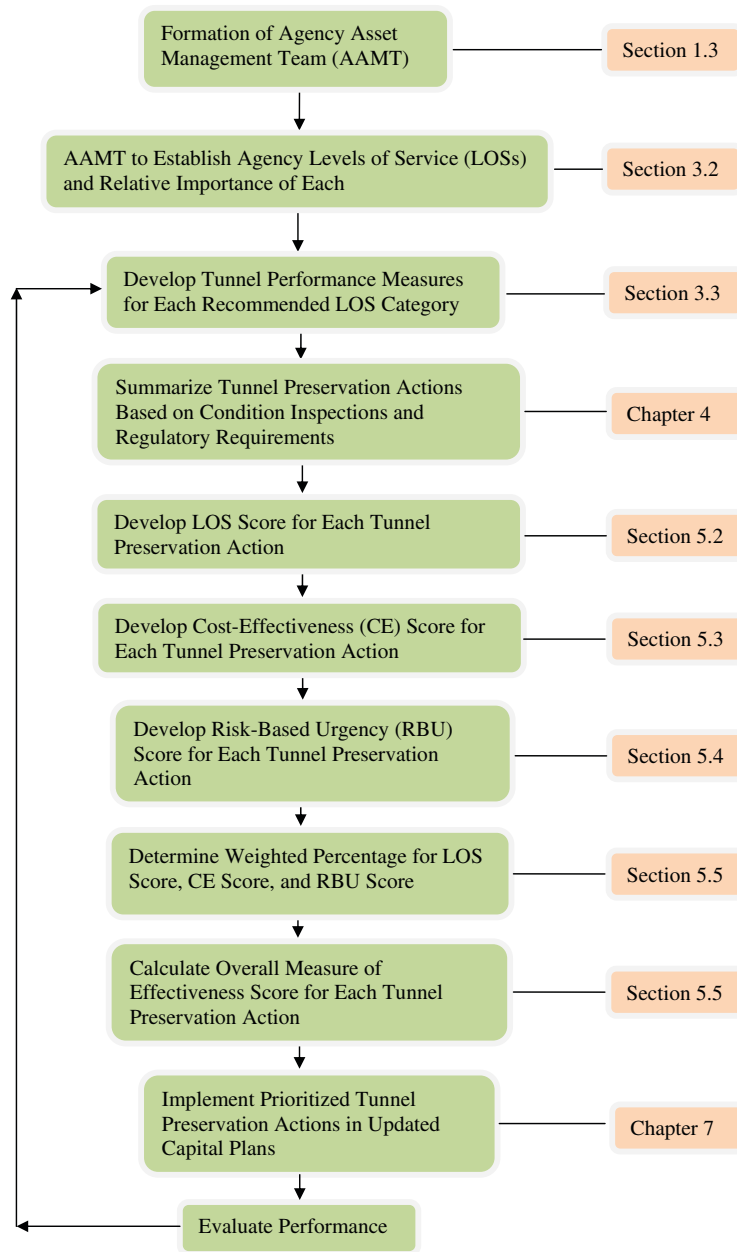 Formation of Agency Asset
Management Team (AAMT)
Section 1.3
AAMT to Establish Agency Levels of Service (LOSs)
and Relative Importance of Each
Section 3.2
Develop Tunnel Performance Measures
for Each Recommended LOS Category
Section 3.3
Summarize Tunnel Preservation Actions
Based on Condition Inspections and
Regulatory Requirements
Chapter 4
Develop LOS Score for Each Tunnel
Preservation Action
Section 5.2
Develop Cost-Effectiveness (CE) Score for
Each Tunnel Preservation Action
Section 5.3
Develop Risk-Based Urgency (RBU)
Score for Each Tunnel Preservation
Action
Section 5.4
Determine Weighted Percentage for LOS
Score, CE Score, and RBU Score
Section 5.5
Calculate Overall Measure of
Effectiveness Score for Each Tunnel
Preservation Action
Section 5.5
Implement Prioritized Tunnel
Preservation Actions in Updated
Capital Plans
Chapter 7
Evaluate Performance